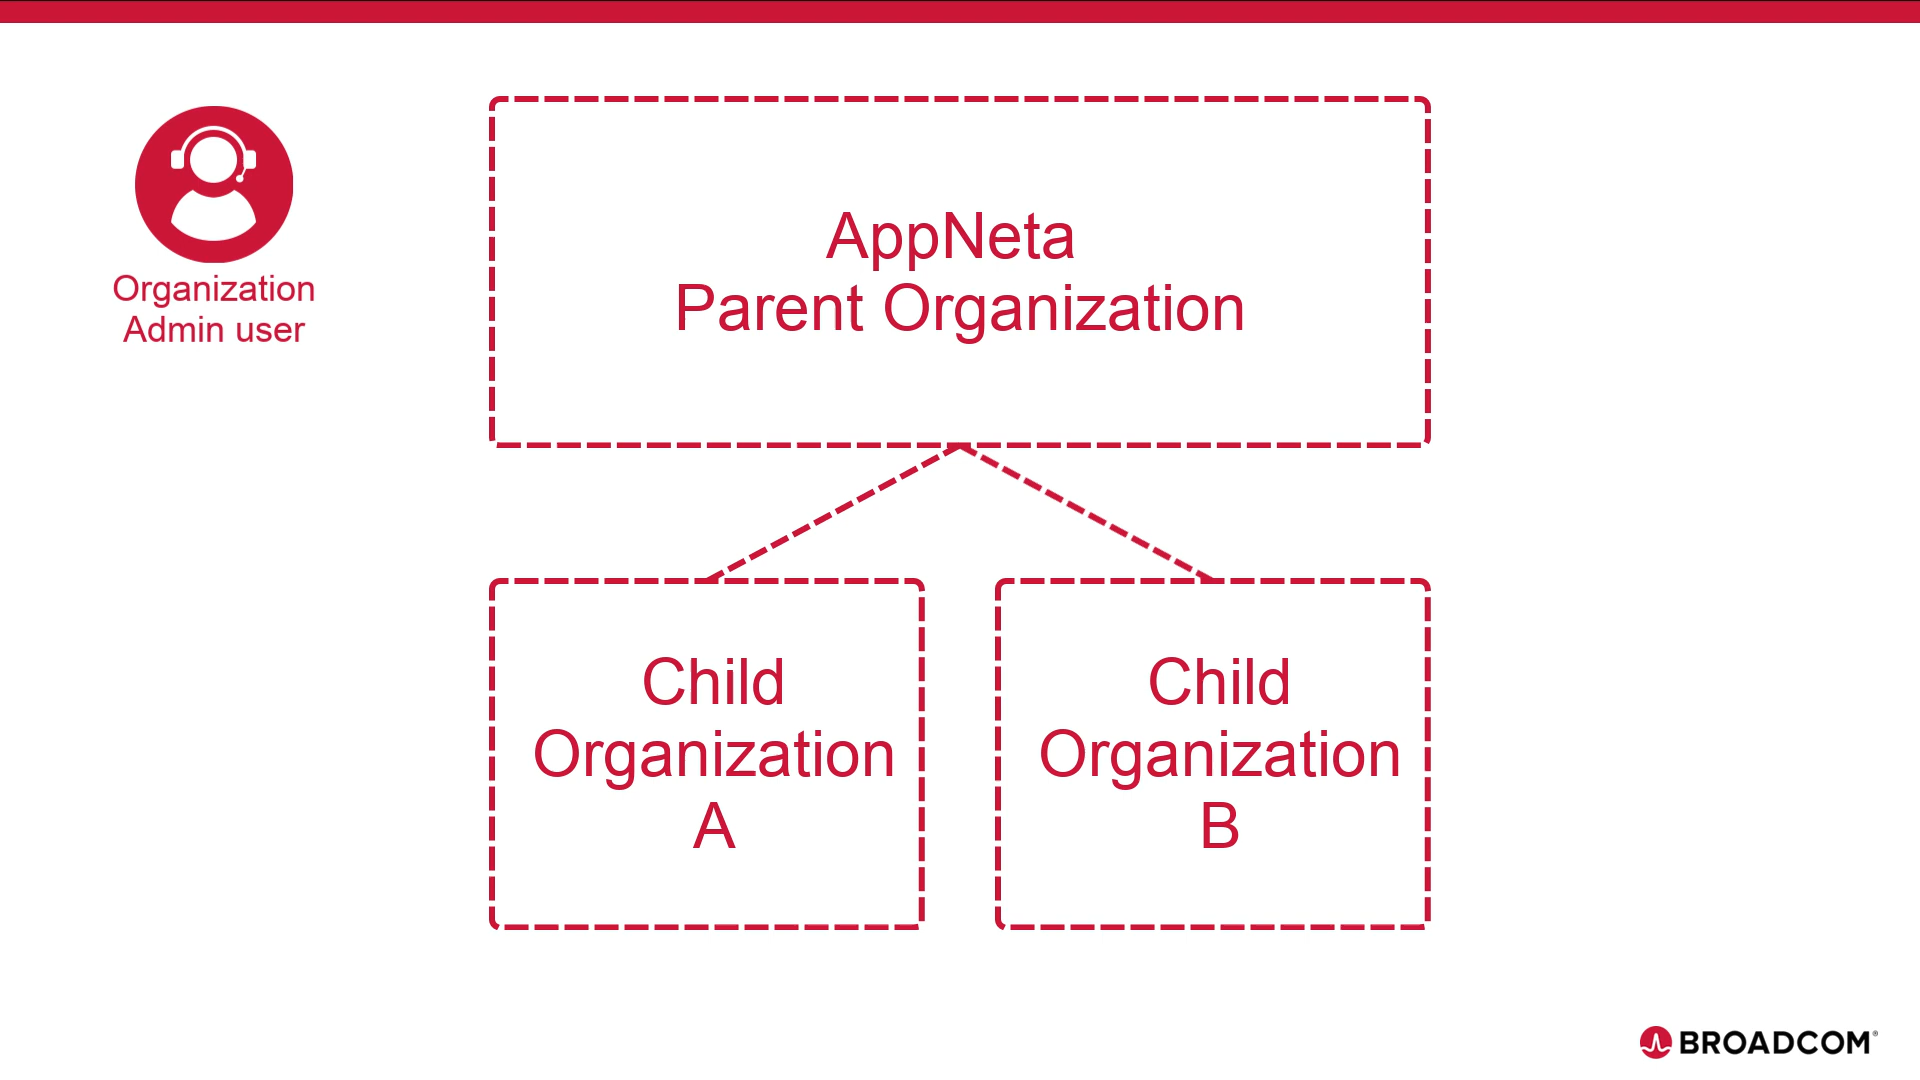 Organization
Admin user
AppNeta
Parent Organization
Child
Organization
A
Child
Organization
B
BROADCOM®